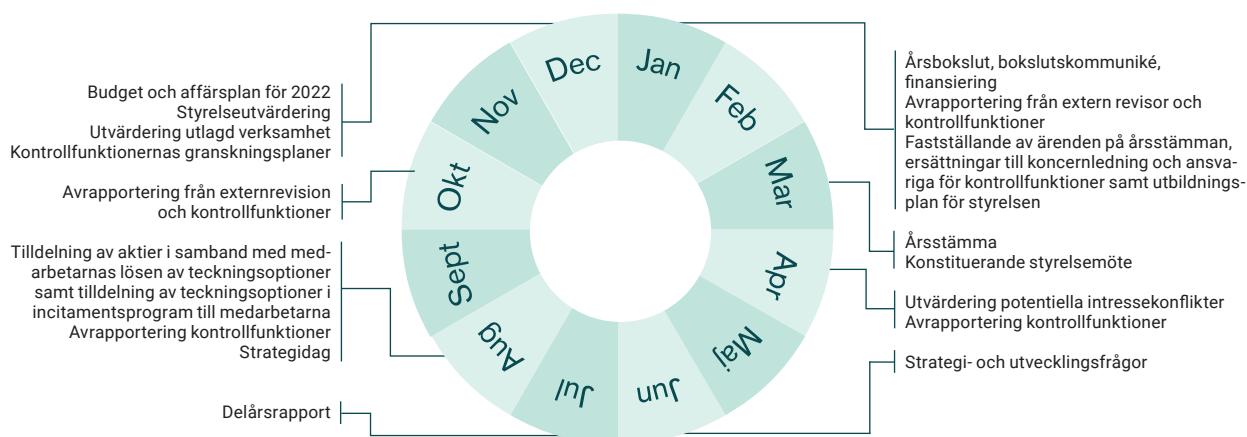 Dec
Jan
Feb
Mar
Apr
Maj
Jun
Jul
Aug
Sept
Okt
Nov
Årsbokslut, bokslutskommuniké,
finansiering
Avrapportering från extern revisor och
kontrollfunktioner
Fastställande av ärenden på årsstämman,
ersättningar till koncernledning och ansva-
riga för kontrollfunktioner samt utbildnings-
plan för styrelsen
Årsstämma
Konstituerande styrelsemöte
Utvärdering potentiella intressekonflikter
Avrapportering kontrollfunktioner
Strategi- och utvecklingsfrågor
Budget och affärsplan för 2022
Styrelseutvärdering
Utvärdering utlagd verksamhet
Kontrollfunktionernas granskningsplaner
Avrapportering från externrevision
och kontrollfunktioner
Tilldelning av aktier i samband med med-
arbetarnas lösen av teckningsoptioner
samt tilldelning av teckningsoptioner i
incitamentsprogram till medarbetarna
Avrapportering kontrollfunktioner
Strategidag
Delårsrapport